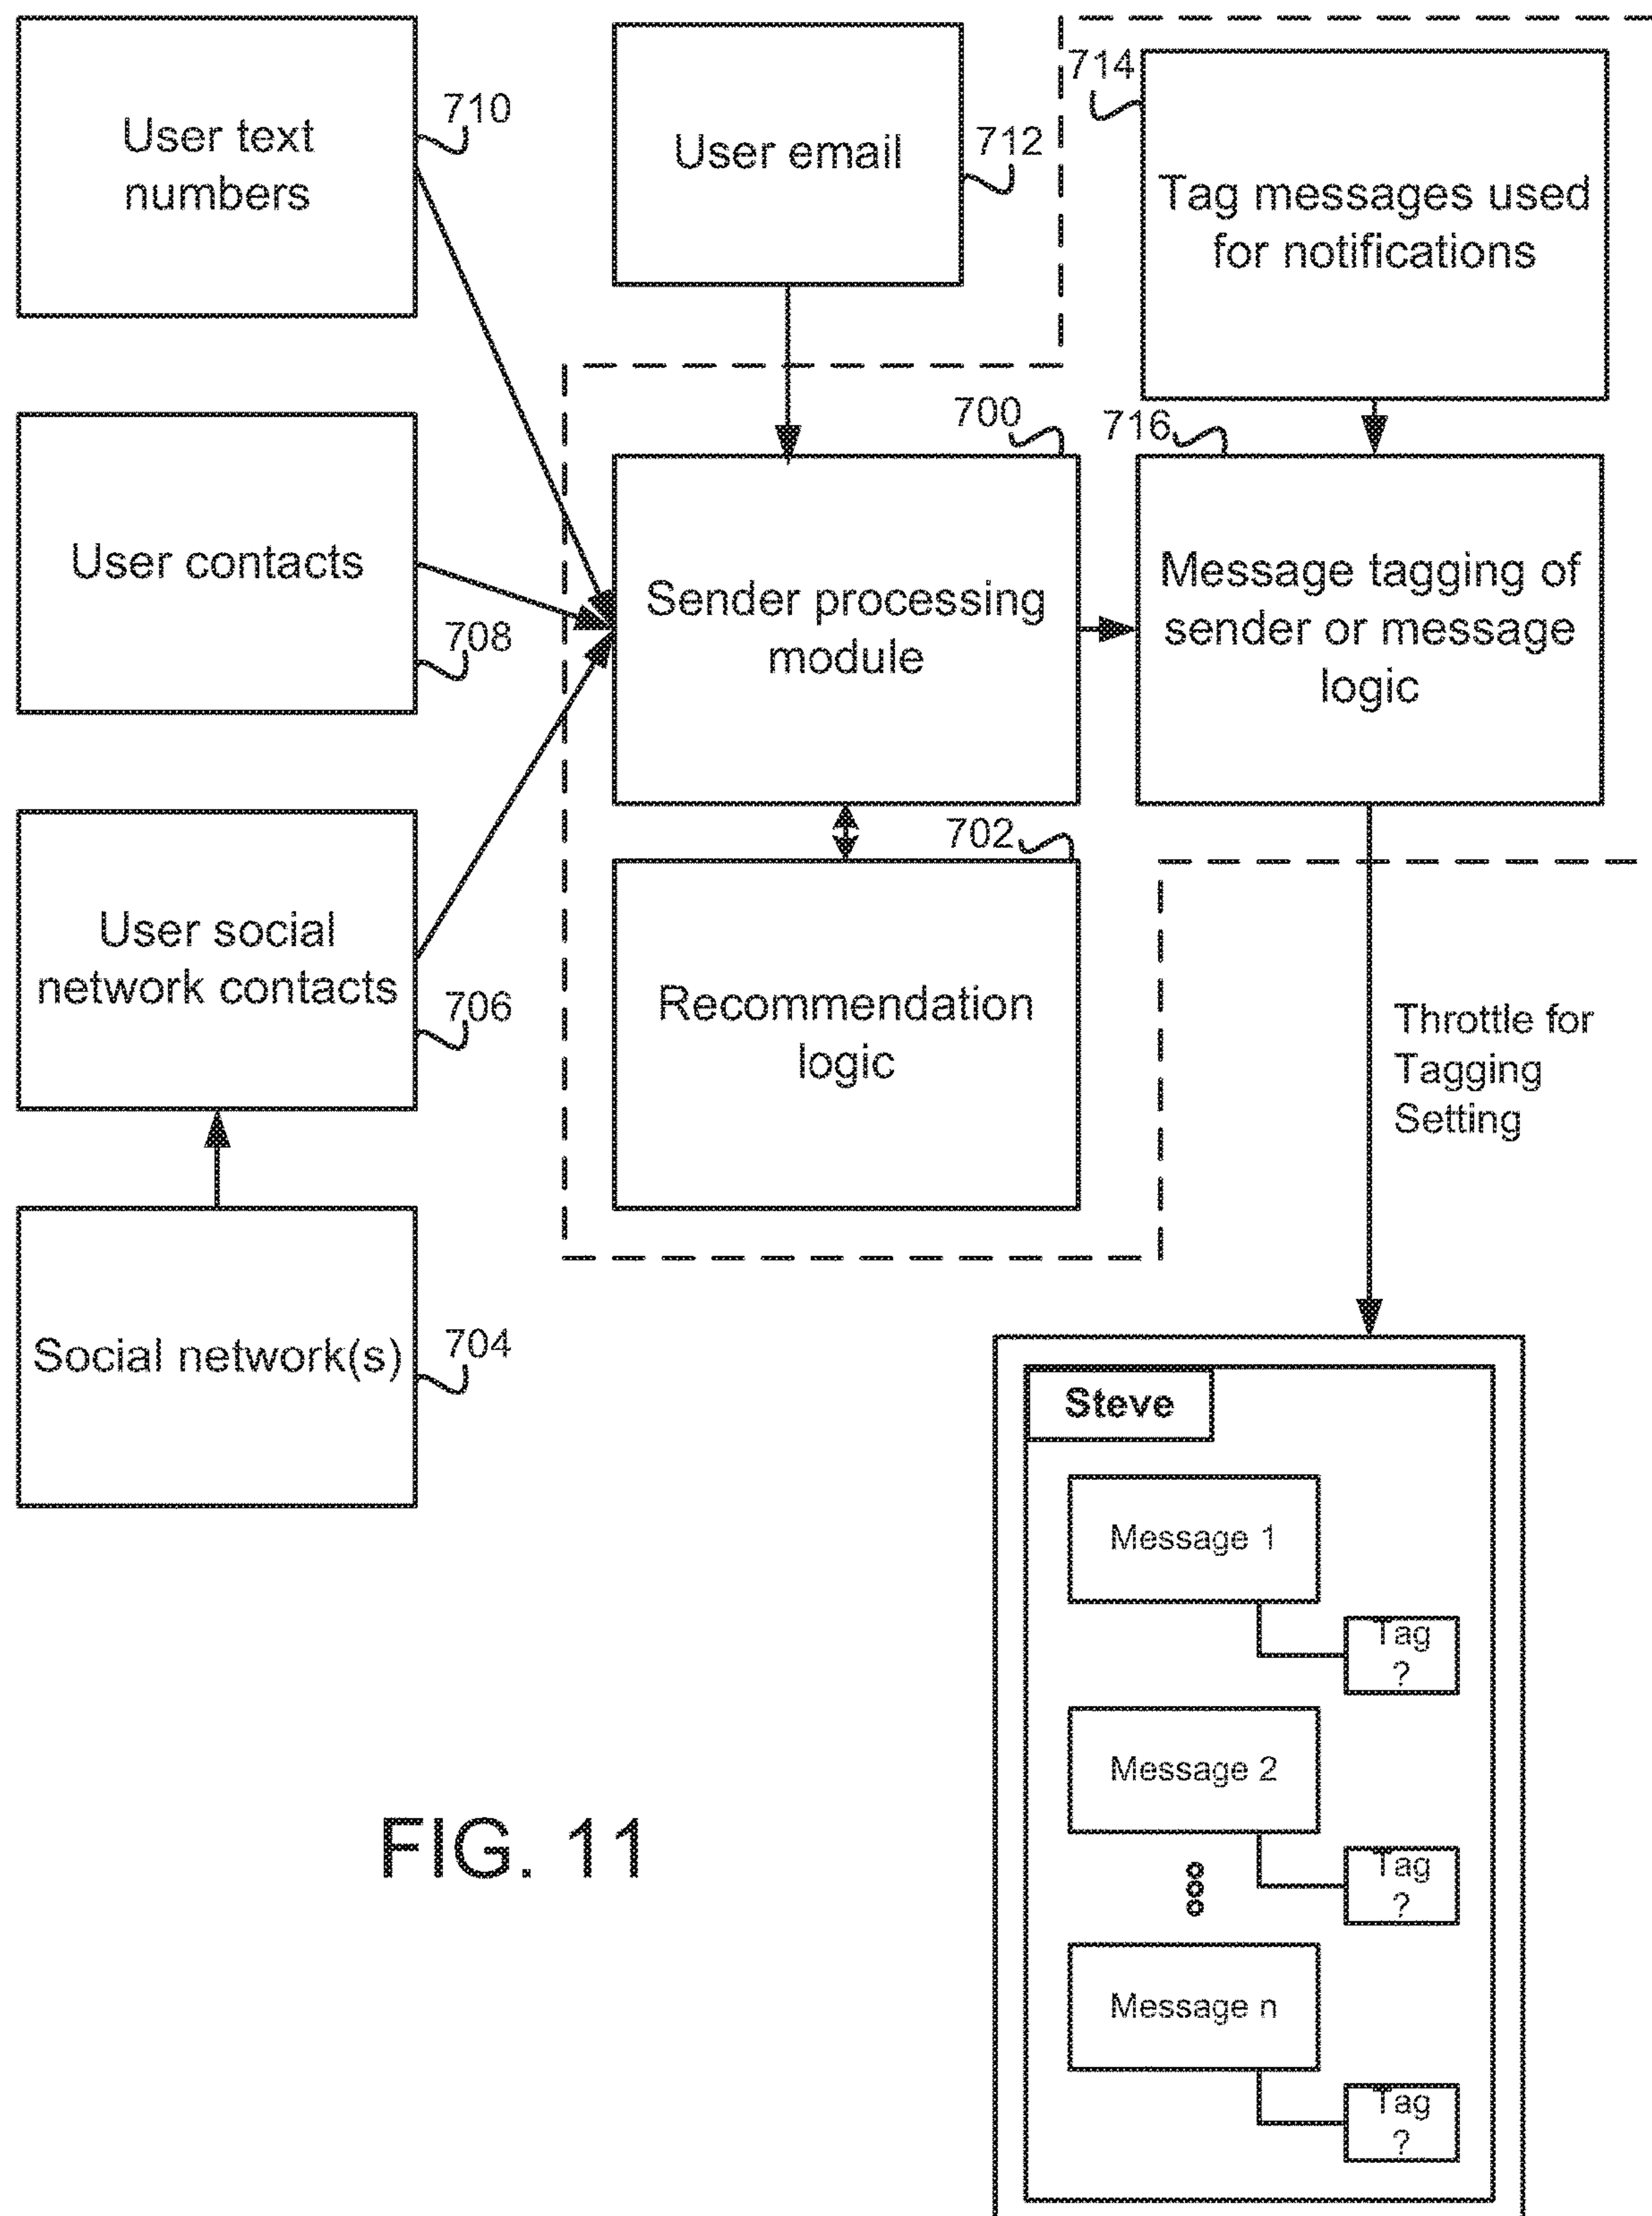 User text
numbers
710
User email
712
714
Tag messages used
for notifications
User contacts
708
700
Sender processing
module
716
Message tagging of
sender or message
logic
User social
network contacts
706
702
Recommendation
logic
Throttle for
Tagging
Setting
Social network(s)
704
Steve
Message 1
Tag
?
Message 2
Tag
?
Message n
Tag
?
FIG. 11